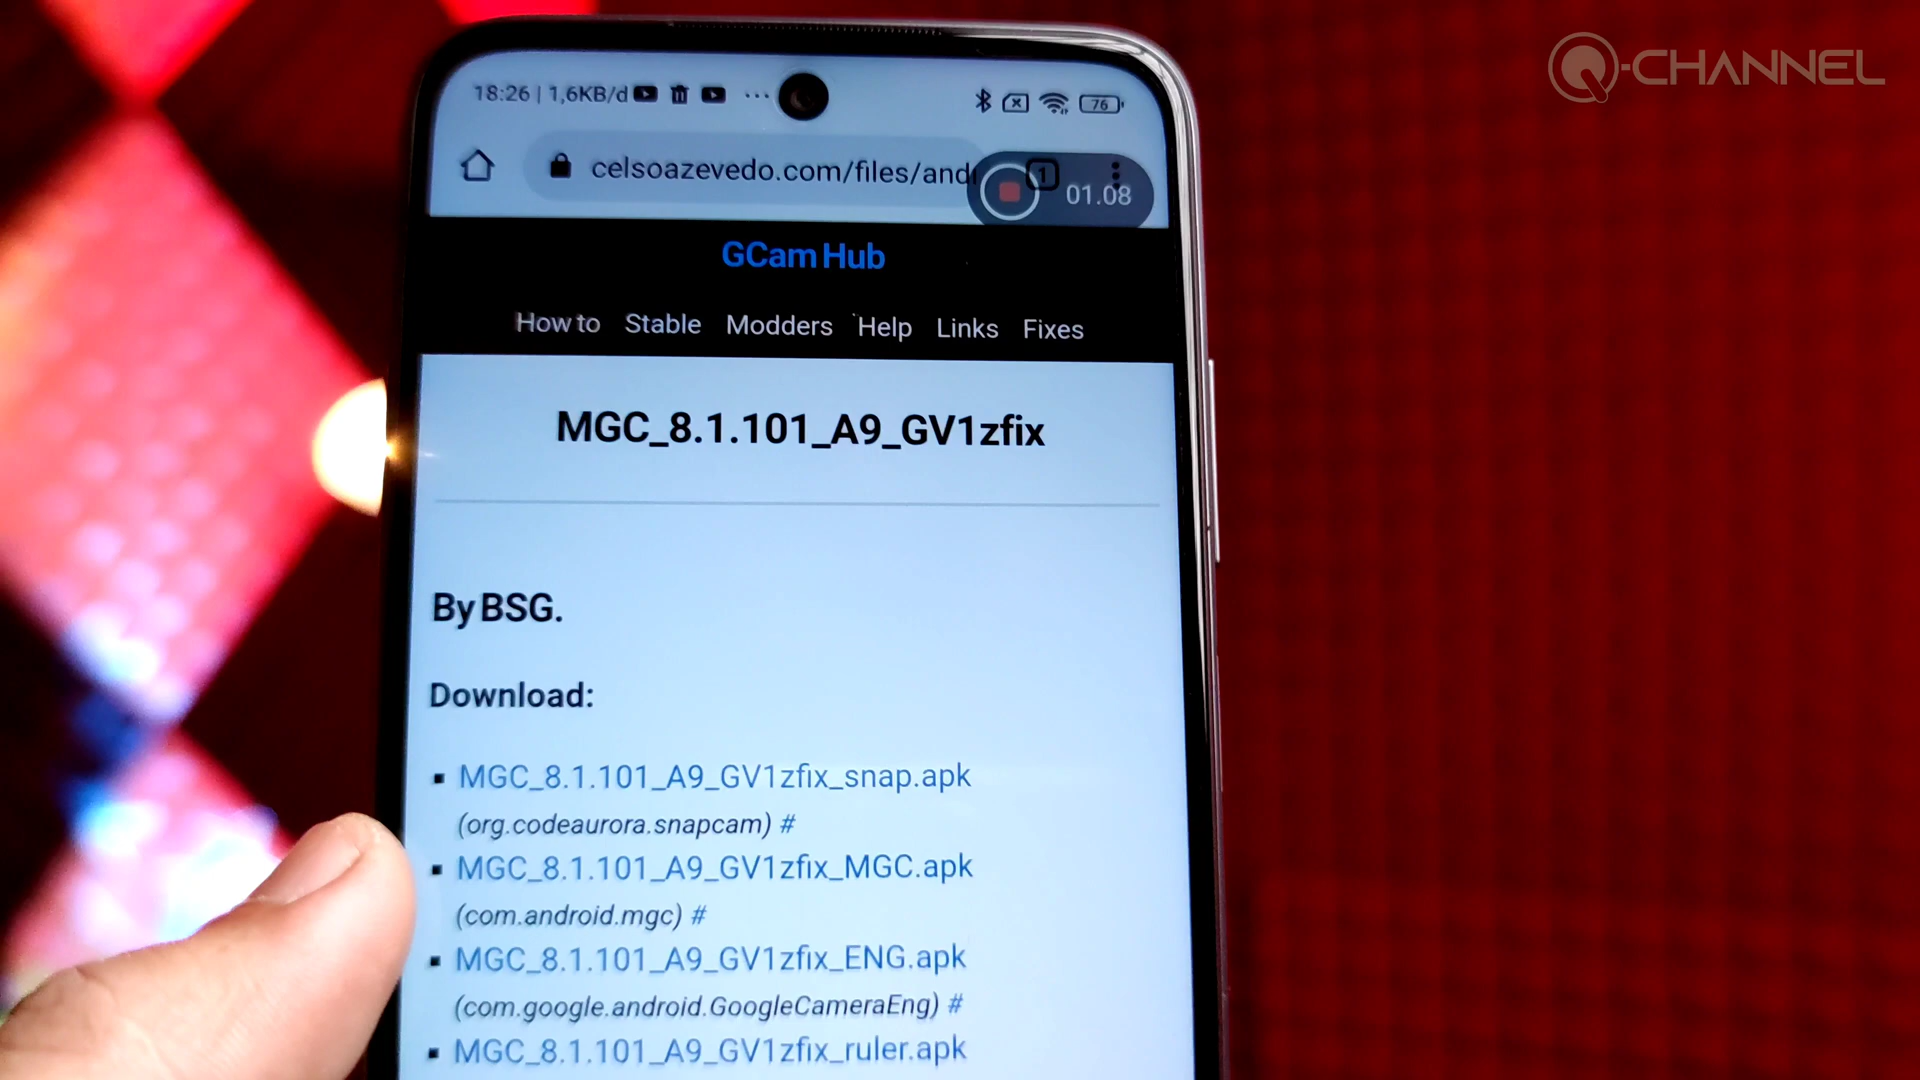 Q-CHANNEL
18:26 | 1,6KB/d ... 76
celsoazevedo.com/files/and
1
01.08
GCam Hub
How to Stable Modders Help Links Fixes
MGC_8.1.101_A9_GV1zfix
By BSG.
Download:
▪ MGC_8.1.101_A9_GV1zfix_snap.apk
(org.codeaurora.snapcam) #
▪ MGC_8.1.101_A9_GV1zfix_MGC.apk
(com.android.mgc) #
▪ MGC_8.1.101_A9_GV1zfix_ENG.apk
(com.google.android.GoogleCameraEng) #
▪ MGC_8.1.101_A9_GV1zfix_ruler.apk